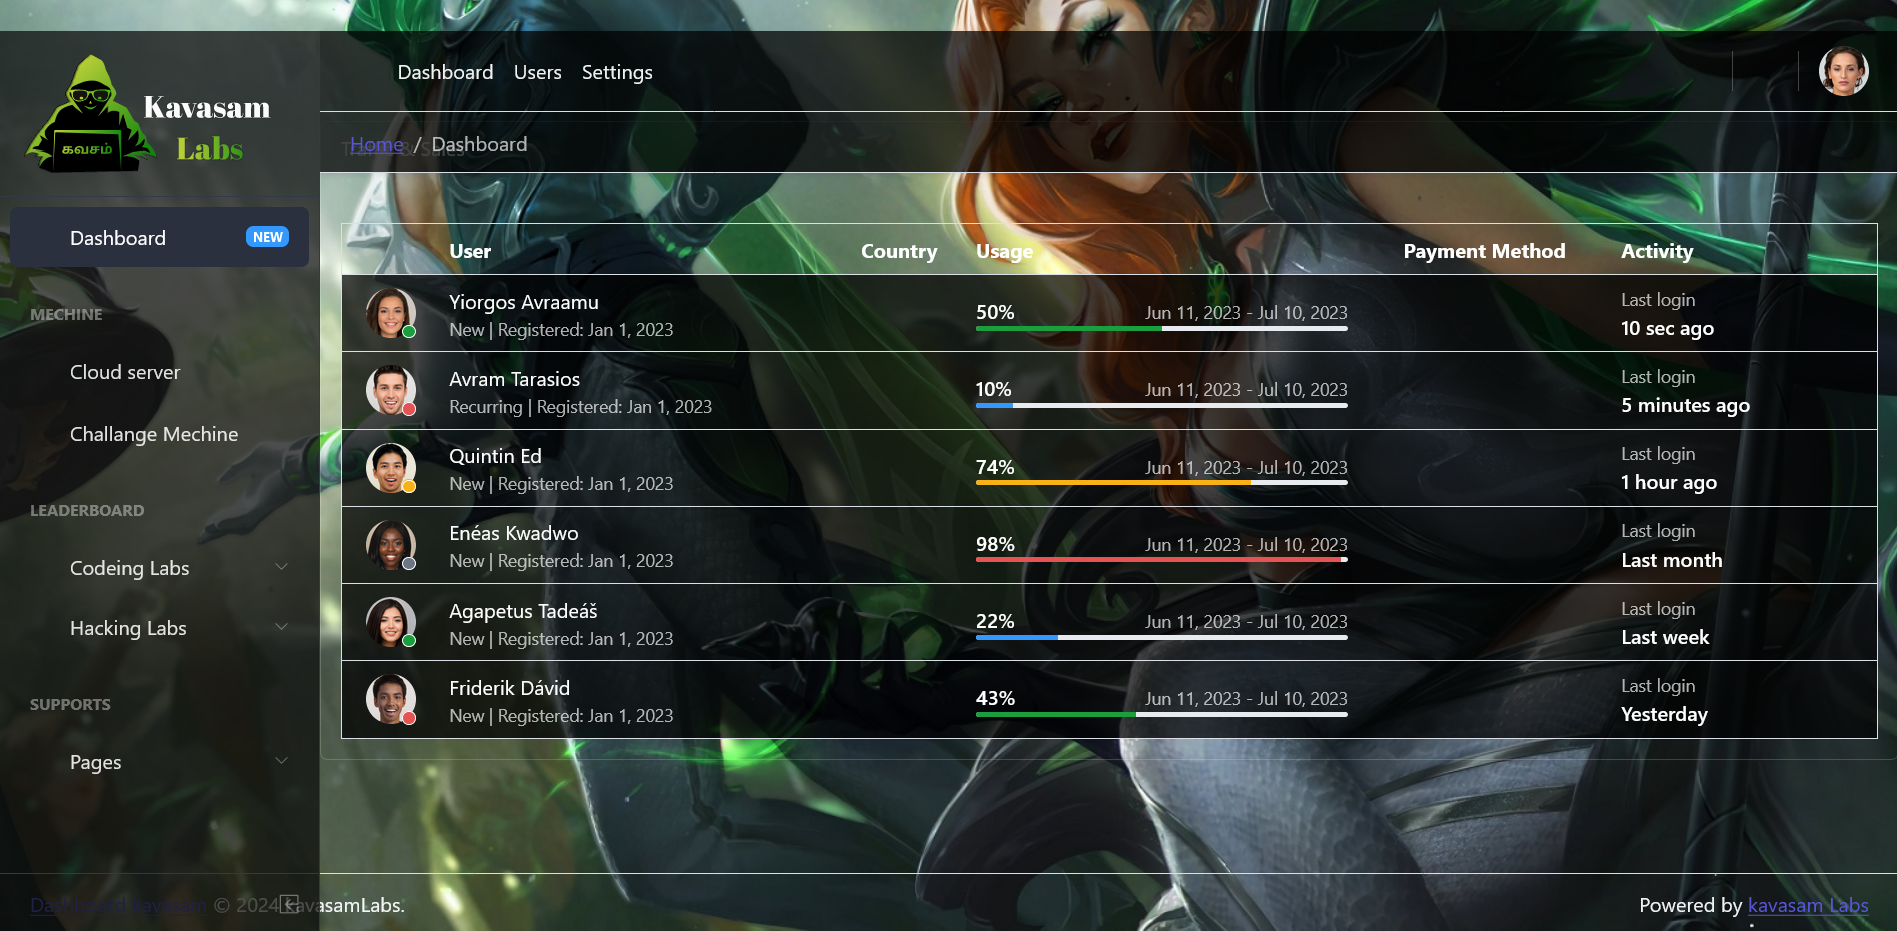 Kavasam
Labs
கவசம்
Dashboard NEW
MECHINE
Cloud server
Challange Mechine
LEADERBOARD
Codeing Labs
Hacking Labs
SUPPORTS
Pages
Dashboard Users Settings
Home / Dashboard
& Sales
User Country Usage Payment Method Activity
Yiorgos Avraamu
New | Registered: Jan 1, 2023
50% Jun 11, 2023 - Jul 10, 2023
Last login
10 sec ago
Avram Tarasios
Recurring | Registered: Jan 1, 2023
10% Jun 11, 2023 - Jul 10, 2023
Last login
5 minutes ago
Quintin Ed
New | Registered: Jan 1, 2023
74% Jun 11, 2023 - Jul 10, 2023
Last login
1 hour ago
Enéas Kwadwo
New | Registered: Jan 1, 2023
98% Jun 11, 2023 - Jul 10, 2023
Last login
Last month
Agapetus Tadeáš
New | Registered: Jan 1, 2023
22% Jun 11, 2023 - Jul 10, 2023
Last login
Last week
Friderik Dávid
New | Registered: Jan 1, 2023
43% Jun 11, 2023 - Jul 10, 2023
Last login
Yesterday
Dashboard Kavasam © 2024 KavasamLabs.
Powered by kavasam Labs